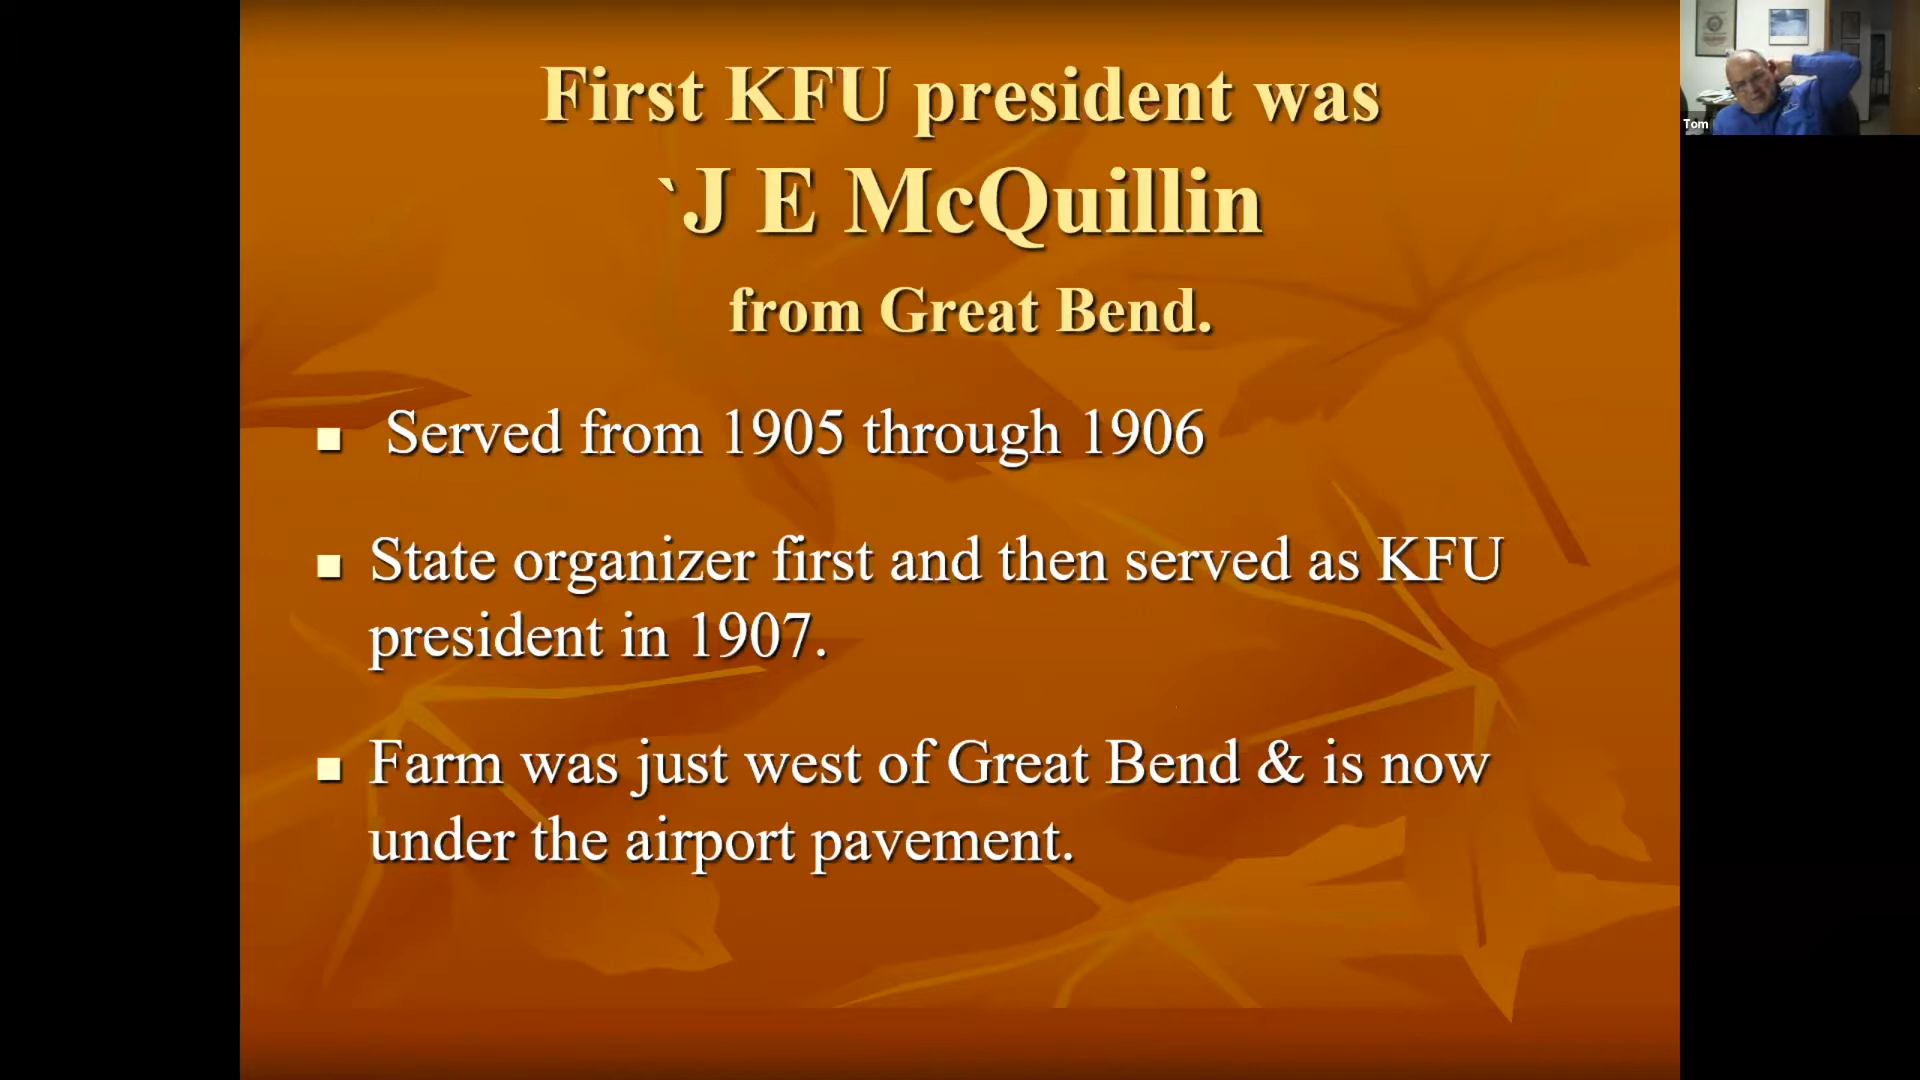 First KFU president was
`J E McQuillin
from Great Bend.
Served from 1905 through 1906
State organizer first and then served as KFU
president in 1907.
Farm was just west of Great Bend & is now
under the airport pavement.
Tom